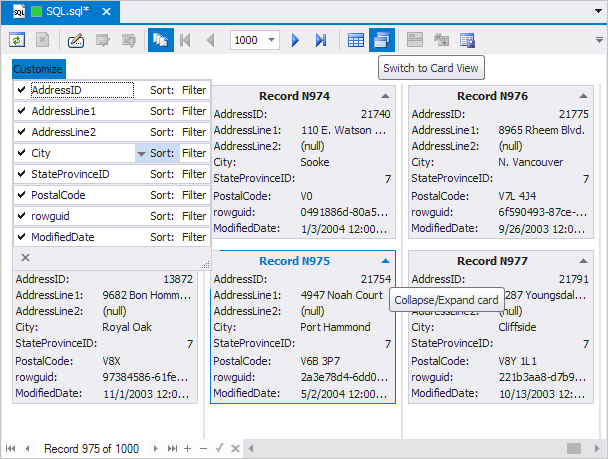 SQL.sql*
1000
Switch to Card View
Customize
AddressID Sort: Filter
AddressLine1 Sort: Filter
AddressLine2 Sort: Filter
City Sort: Filter
StateProvinceID Sort: Filter
PostalCode Sort: Filter
rowguid Sort: Filter
ModifiedDate Sort: Filter
AddressID: 13872
AddressLine1: 9682 Bon Homm...
AddressLine2: (null)
City: Royal Oak
StateProvinceID: 7
PostalCode: V8X
rowguid: 97384586-61fe...
ModifiedDate: 11/1/2003 12:0...
Record N974
AddressID: 21740
AddressLine1: 110 E. Watson ...
AddressLine2: (null)
City: Sooke
StateProvinceID: 7
PostalCode: V0
rowguid: 0491886d-80a5...
ModifiedDate: 1/3/2004 12:00...
Record N975
AddressID: 21754
AddressLine1: 4947 Noah Court
AddressLine2: (null)
City: Port Hammond
StateProvinceID: 7
PostalCode: V6B 3P7
rowguid: 2a3e78d4-6dd0...
ModifiedDate: 5/2/2004 12:00...
Record N976
AddressID: 21775
AddressLine1: 8965 Rheem Blvd.
AddressLine2: (null)
City: N. Vancouver
StateProvinceID: 7
PostalCode: V7L 4J4
rowguid: 6f590493-87ce-...
ModifiedDate: 9/26/2003 12:00...
Record N977
AddressID: 21791
Collapse/Expand card
287 Youngsdal...
AddressLine2: (null)
City: Cliffside
StateProvinceID: 7
PostalCode: V8Y 1L1
rowguid: 221b3aa8-d7b9...
ModifiedDate: 10/13/2003 12:0...
Record 975 of 1000